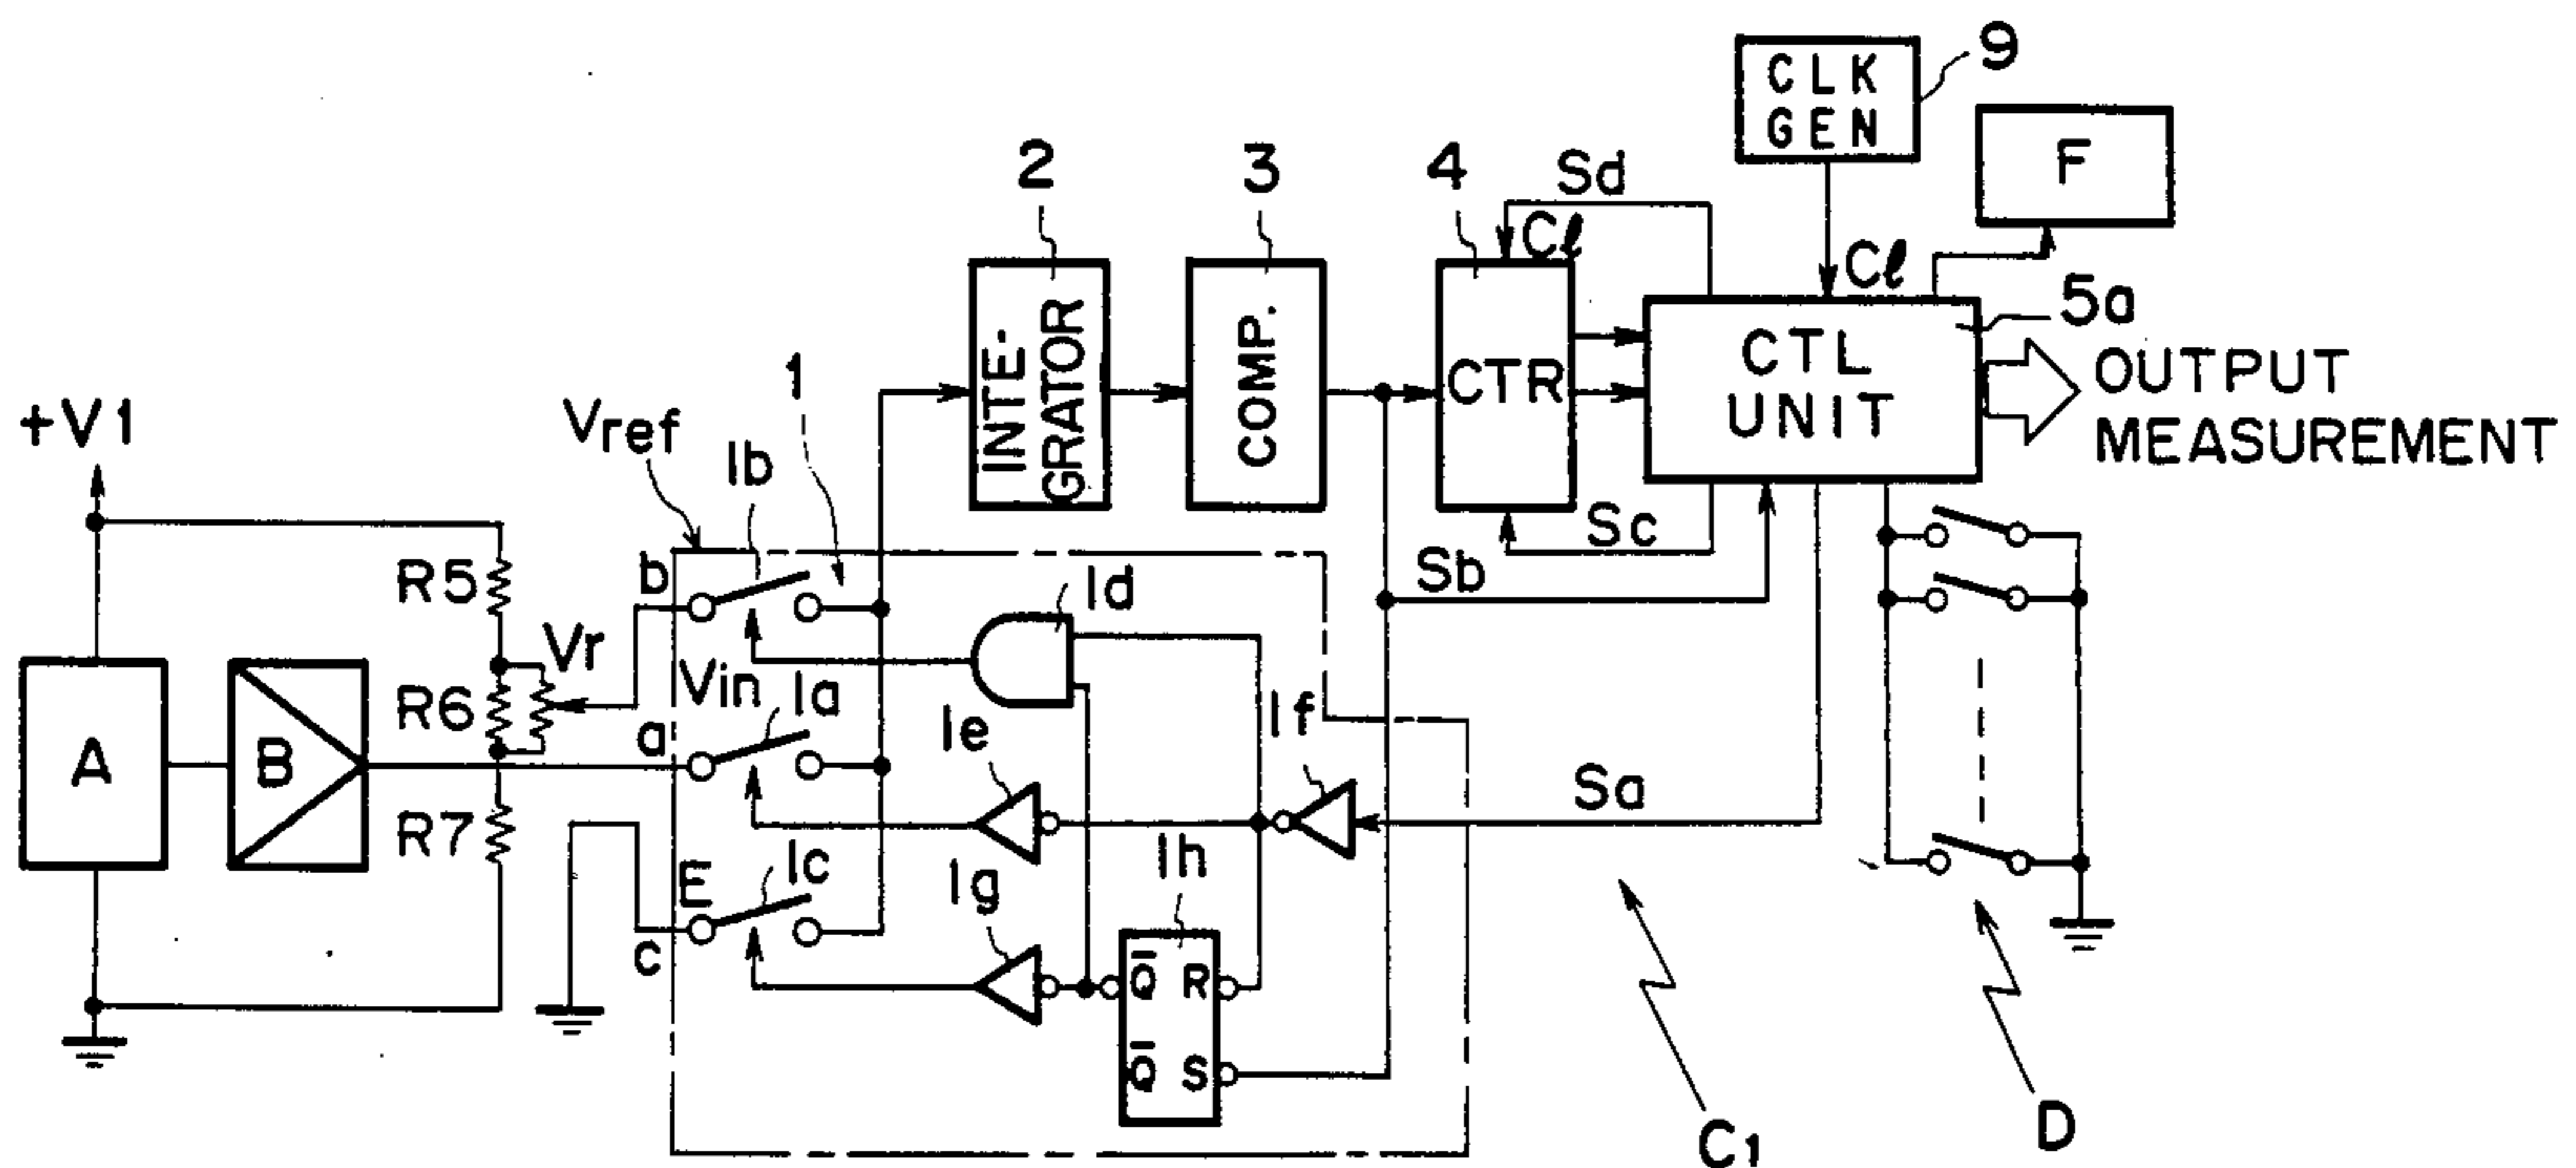 CLK
GEN
9
F
2
3
4
Sd
Cℓ
Cℓ
5a
INTE-
GRATOR
COMP.
CTR
CTL
UNIT
OUTPUT
MEASUREMENT
+V1
Vref
1b
1
Sc
Sb
R5
b
1d
Vr
Vin
1a
R6
a
1e
1f
A
B
Sa
R7
E
1c
1g
1h
c
Q̅ R
Q̅ S
C1
D